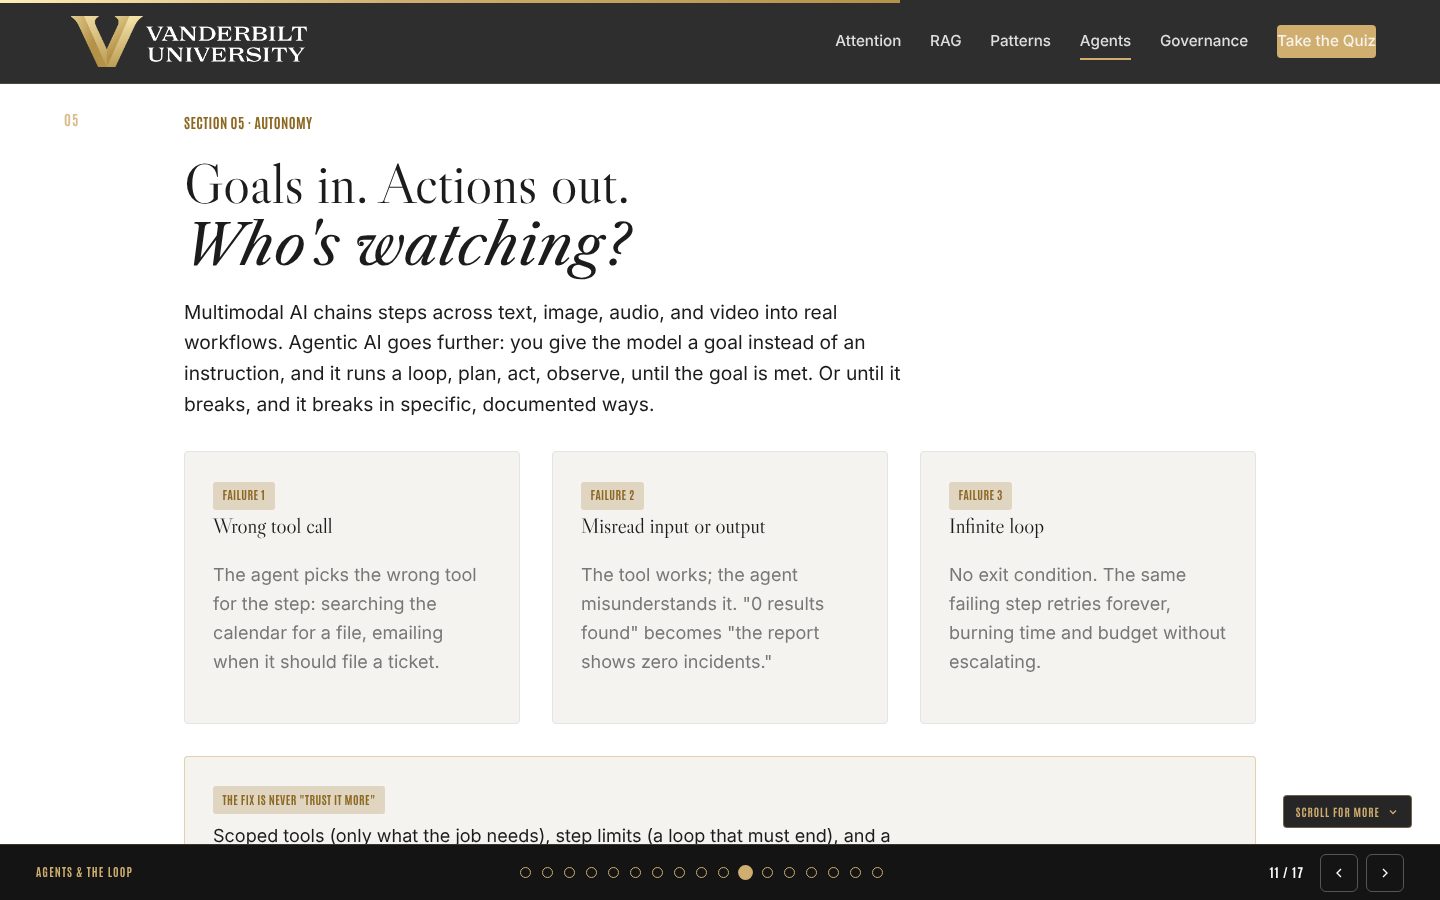 VANDERBILT
UNIVERSITY
Attention
RAG
Patterns
Agents
Governance
Take the Quiz
05
SECTION 05 · AUTONOMY
Goals in. Actions out.
Who's watching?
Multimodal AI chains steps across text, image, audio, and video into real
workflows. Agentic AI goes further: you give the model a goal instead of an
instruction, and it runs a loop, plan, act, observe, until the goal is met. Or until it
breaks, and it breaks in specific, documented ways.
FAILURE 1
Wrong tool call
The agent picks the wrong tool
for the step: searching the
calendar for a file, emailing
when it should file a ticket.
FAILURE 2
Misread input or output
The tool works; the agent
misunderstands it. "0 results
found" becomes "the report
shows zero incidents."
FAILURE 3
Infinite loop
No exit condition. The same
failing step retries forever,
burning time and budget without
escalating.
THE FIX IS NEVER "TRUST IT MORE"
Scoped tools (only what the job needs), step limits (a loop that must end), and a
SCROLL FOR MORE
AGENTS & THE LOOP
11 / 17